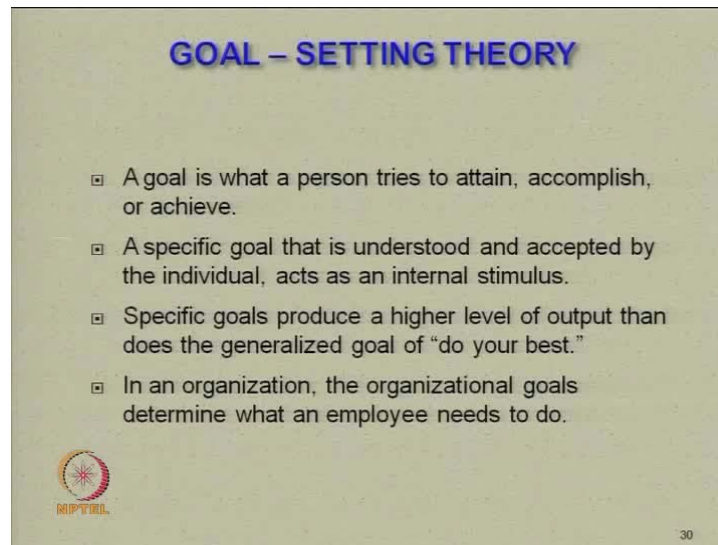 GOAL – SETTING THEORY
A goal is what a person tries to attain, accomplish,
or achieve.
A specific goal that is understood and accepted by
the individual, acts as an internal stimulus.
Specific goals produce a higher level of output than
does the generalized goal of “do your best.”
In an organization, the organizational goals
determine what an employee needs to do.
NPTEL
30